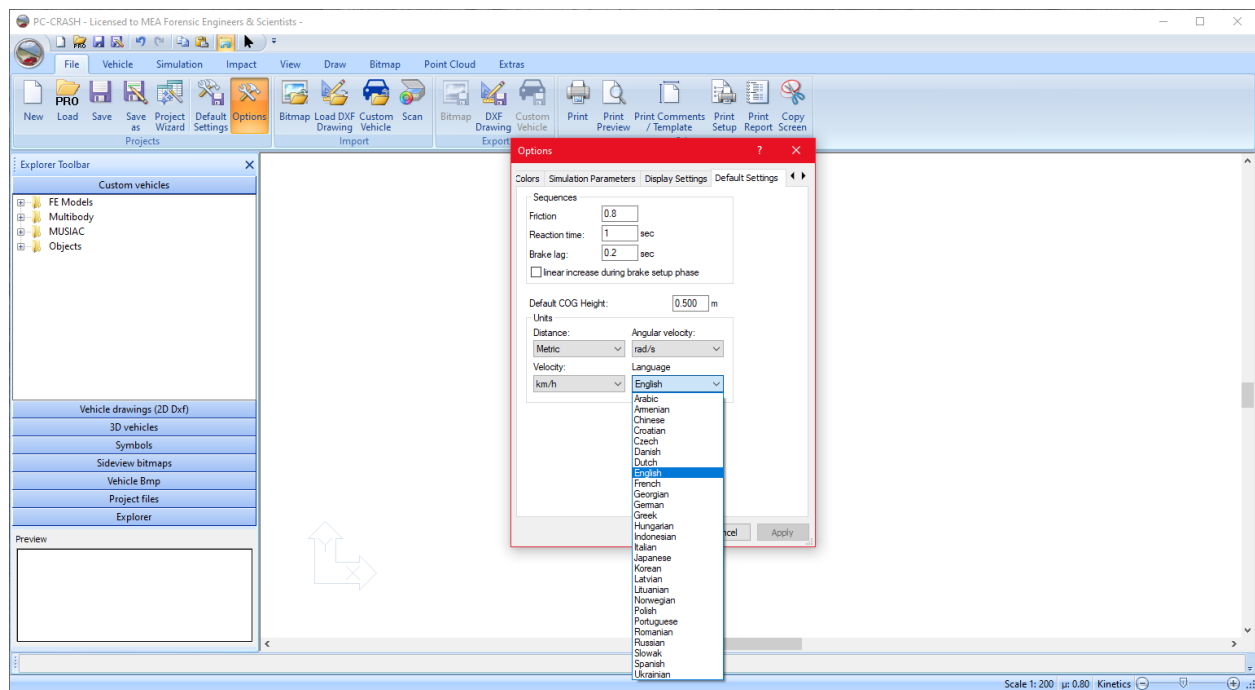 PC-CRASH - Licensed to MEA Forensic Engineers & Scientists -
PRO
File Vehicle Simulation Impact View Draw Bitmap Point Cloud Extras
PRO
New Load Save Save as Project Wizard Default Settings Options Bitmap Load DXF Drawing Custom Vehicle Scan Bitmap DXF Drawing Custom Vehicle Print Print Preview Print Comments / Template Print Setup Print Report Copy Screen
Projects Import Export
Explorer Toolbar
Custom vehicles
FE Models
Multibody
MUSIAC
Objects
Vehicle drawings (2D Dxf)
3D vehicles
Symbols
Sideview bitmaps
Vehicle Bmp
Project files
Explorer
Preview
Y
X
Options ?
Colors Simulation Parameters Display Settings Default Settings
Sequences
Friction 0.8
Reaction time: 1 sec
Brake lag: 0.2 sec
linear increase during brake setup phase
Default COG Height: 0.500 m
Units
Distance: Angular velocity:
Metric rad/s
Velocity: Language
km/h English
Arabic
Armenian
Chinese
Croatian
Czech
Danish
Dutch
English
French
Georgian
German
Greek
Hungarian
Indonesian
Italian
Japanese
Korean
Latvian
Lituanian
Norwegian
Polish
Portuguese
Romanian
Russian
Slowak
Spanish
Ukrainian
ncel Apply
Scale 1: 200 µ: 0.80 Kinetics